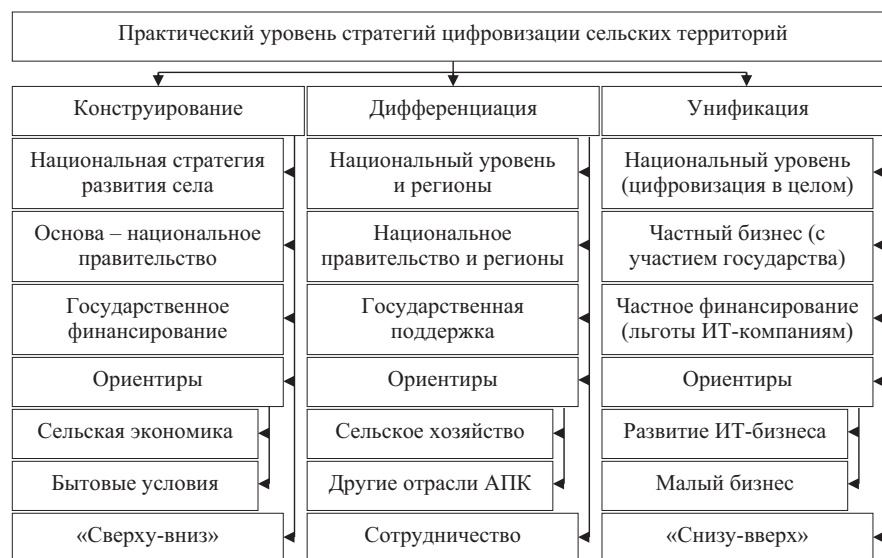 Практический уровень стратегий цифровизации сельских территорий
Конструирование
Дифференциация
Унификация
Национальная стратегия
развития села
Национальный уровень
и регионы
Национальный уровень
(цифровизация в целом)
Основа – национальное
правительство
Национальное
правительство и регионы
Частный бизнес (с
участием государства)
Государственное
финансирование
Государственная
поддержка
Частное финансирование
(льготы ИТ-компаниям)
Ориентиры
Ориентиры
Ориентиры
Сельская экономика
Сельское хозяйство
Развитие ИТ-бизнеса
Бытовые условия
Другие отрасли АПК
Малый бизнес
«Сверху-вниз»
Сотрудничество
«Снизу-вверх»